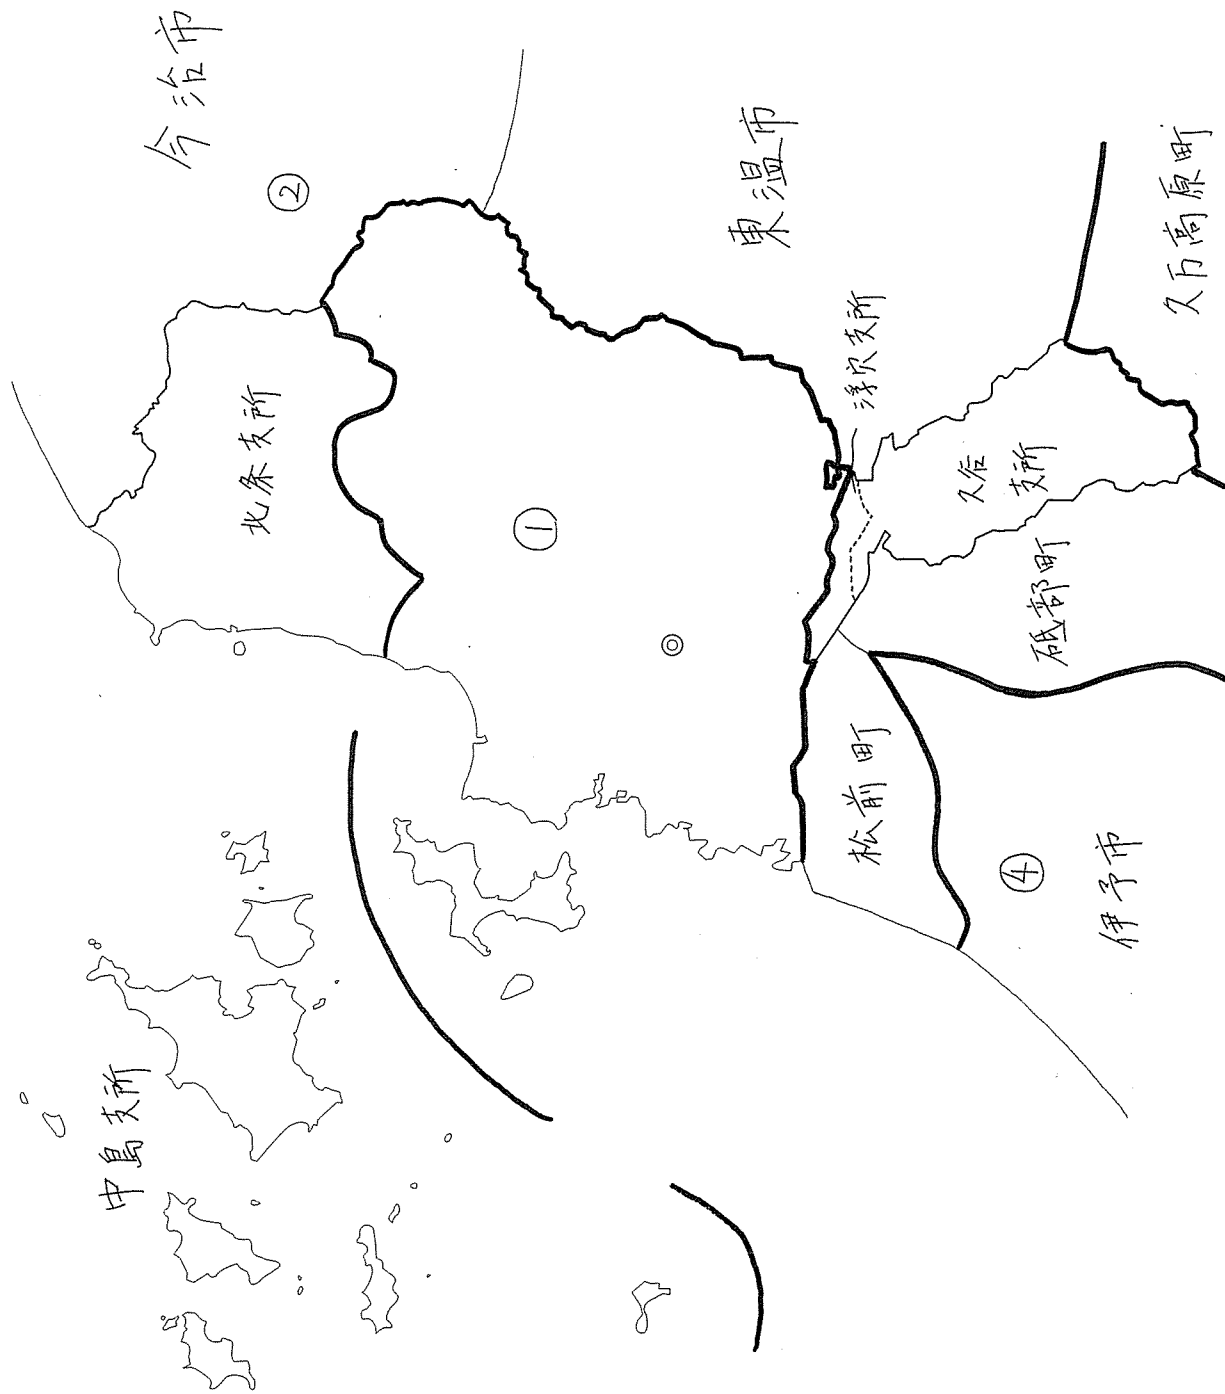 今治市
②
東温市
久万高原町
北条支所
浮穴支所
①
久谷
支所
砥部町
松前町
④
伊予市
中島支所